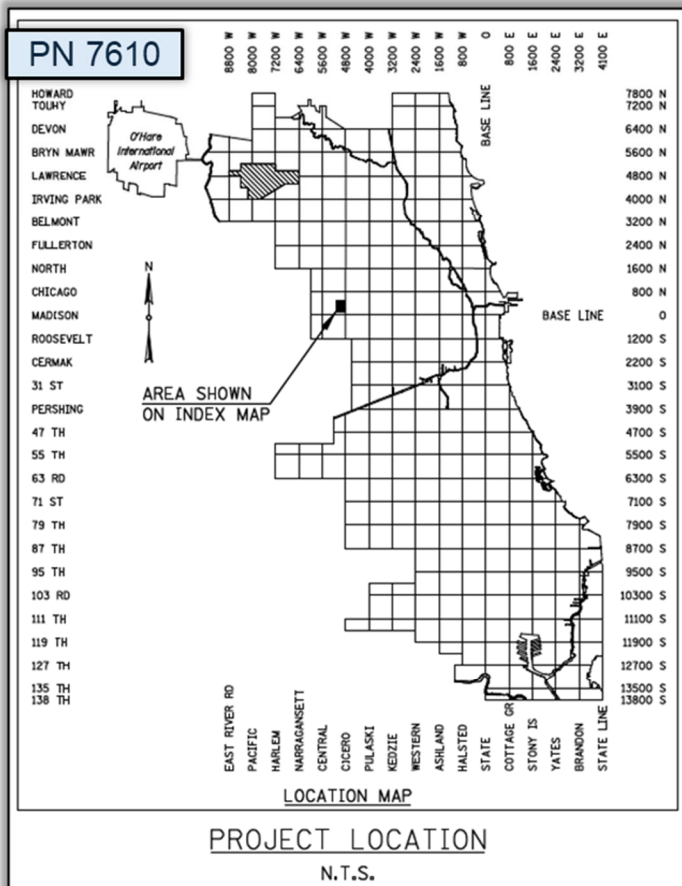 PN 7610
8800 W
8000 W
7200 W
6400 W
5600 W
4800 W
4000 W
3200 W
2400 W
1600 W
800 W
O
800 E
1600 E
2400 E
3200 E
4100 E
HOWARD 7800 N
TOUHY 7200 N
DEVON 6400 N
BRYN MAWR 5600 N
LAWRENCE 4800 N
IRVING PARK 4000 N
BELMONT 3200 N
FULLERTON 2400 N
NORTH 1600 N
CHICAGO 800 N
MADISON O
ROOSEVELT 1200 S
CERMAK 2200 S
31 ST 3100 S
PERSHING 3900 S
47 TH 4700 S
55 TH 5500 S
63 RD 6300 S
71 ST 7100 S
79 TH 7900 S
87 TH 8700 S
95 TH 9500 S
103 RD 10300 S
111 TH 11100 S
119 TH 11900 S
127 TH 12700 S
135 TH 13500 S
138 TH 13800 S
O'Hare
International
Airport
BASE LINE
BASE LINE
N
AREA SHOWN
ON INDEX MAP
EAST RIVER RD
PACIFIC
HARLEM
NARRAGANSETT
CENTRAL
CICERO
PULASKI
KEDZIE
WESTERN
ASHLAND
HALSTED
STATE
COTTAGE GR
STONY IS
YATES
BRANDON
STATE LINE
LOCATION MAP
PROJECT LOCATION
N.T.S.